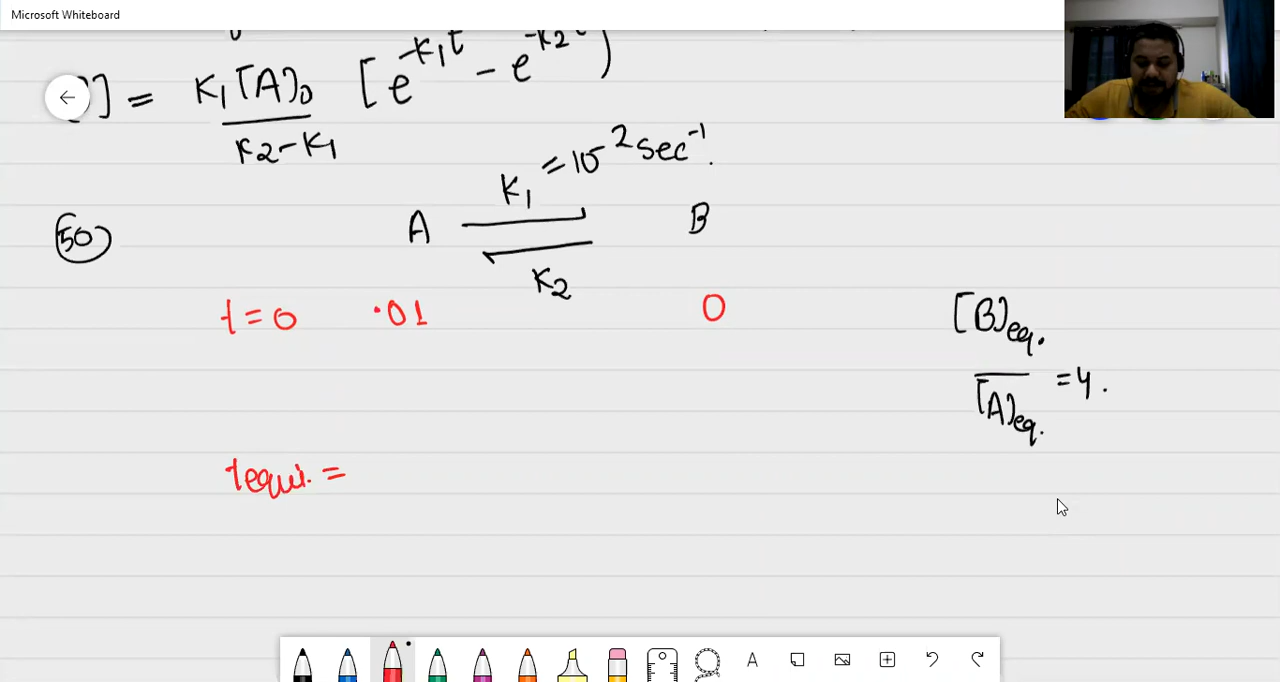 Microsoft Whiteboard
] = K1[A]0 / K2-K1 [e^-K1t - e^-K2t)
K1 = 10^-2 sec^-1.
50 A ⇌ B
K2
t=0 .01 0
[B]eq. / [A]eq. = 4.
tequi. =
A